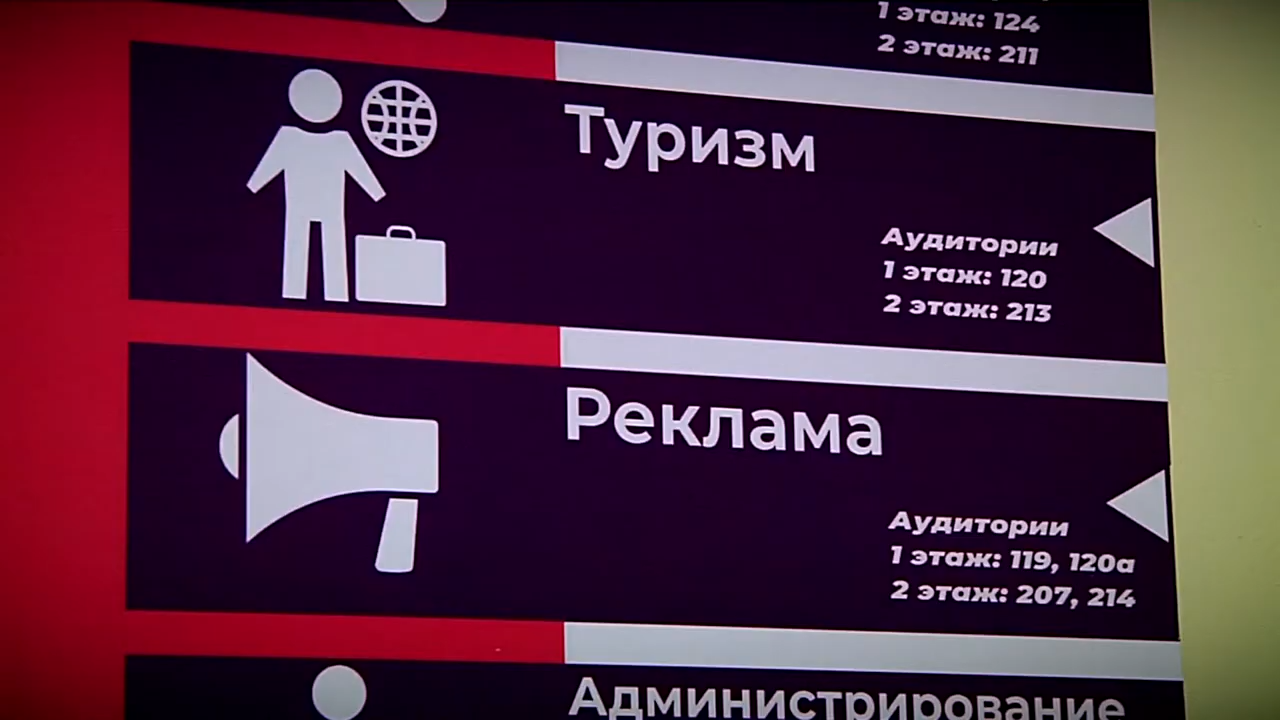 1 этаж: 124
2 этаж: 211
Туризм
Аудитории
1 этаж: 120
2 этаж: 213
Реклама
Аудитории
1 этаж: 119, 120а
2 этаж: 207, 214
Администрирование